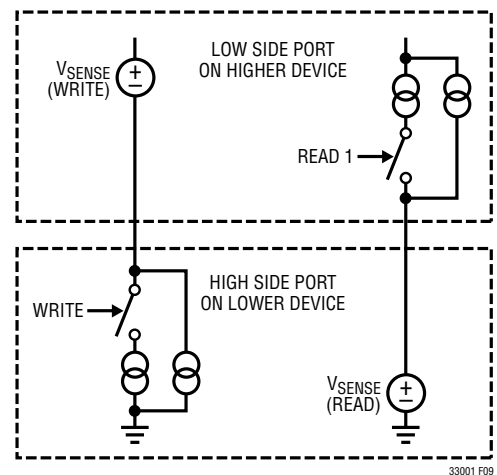 LOW SIDE PORT
ON HIGHER DEVICE
VSENSE
(WRITE)
+
−
READ 1
HIGH SIDE PORT
ON LOWER DEVICE
WRITE
VSENSE
(READ)
+
−
33001 F09